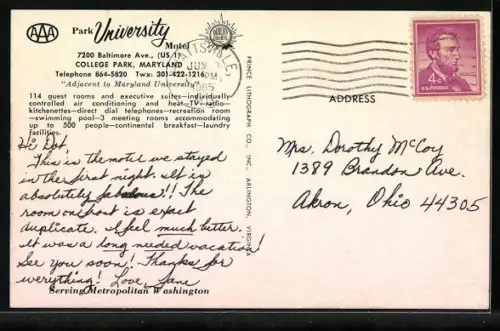 AAA
Park University
Motel
7200 Baltimore Ave., (US 1)
COLLEGE PARK, MARYLAND
Telephone 864-5820 Twx: 301-422-1216
"Adjacent to Maryland University"
114 guest rooms and executive suites—individually
controlled air conditioning and heat—TV—radio—
kitchenettes—direct dial telephones—recreation room
—swimming pool—3 meeting rooms accommodating
up to 500 people—continental breakfast—laundry
facilities.
Hi Dot,
This is the motel we stayed
in the first night. It is
absolutely fabulous!! The
room on front is exact
duplicate. I feel much better.
It was a long needed vacation!
See you soon! Thanks for
everything! Love, Jane
Serving Metropolitan Washington
PRINCE LITHOGRAPH CO., INC., ARLINGTON, VIRGINIA
JUN
PM
1965
4¢
U.S. POSTAGE
ADDRESS
Mrs. Dorothy McCoy
1389 Brandon Ave.
Akron, Ohio 44305